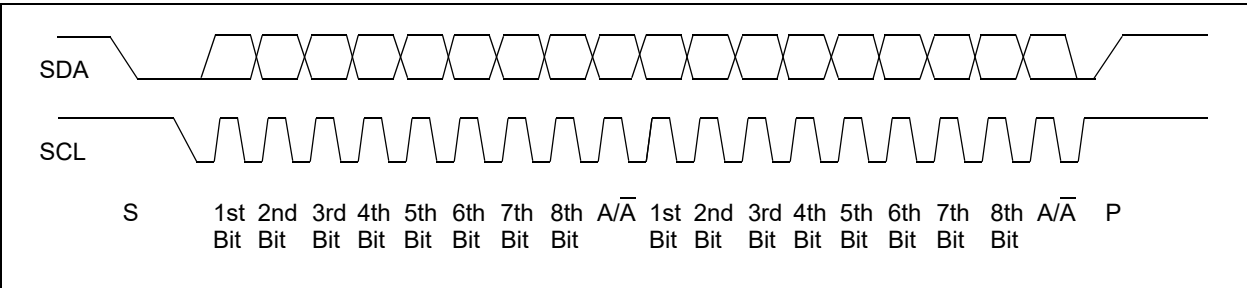 SDA
SCL
S 1st 2nd 3rd 4th 5th 6th 7th 8th A/A̅ 1st 2nd 3rd 4th 5th 6th 7th 8th A/A̅ P
Bit Bit Bit Bit Bit Bit Bit Bit Bit Bit Bit Bit Bit Bit Bit Bit